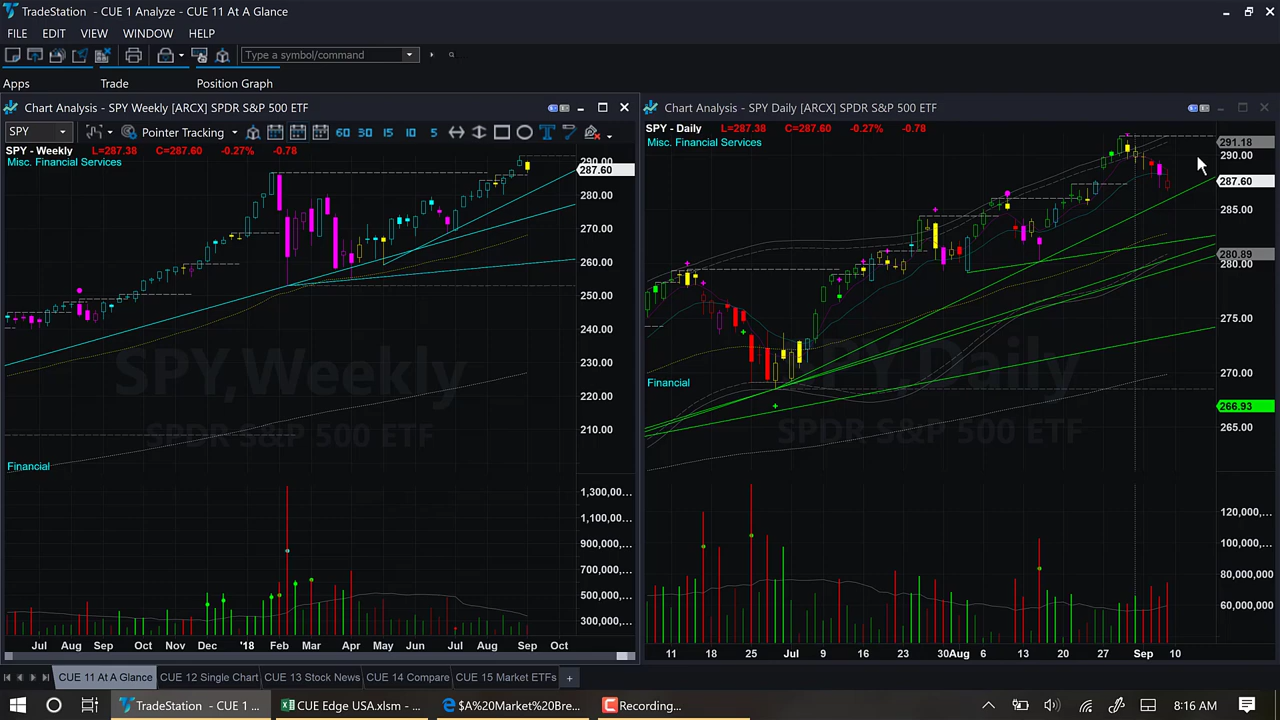 TradeStation - CUE 1 Analyze - CUE 11 At A Glance
FILE EDIT VIEW WINDOW HELP
Type a symbol/command
Apps Trade Position Graph
Chart Analysis - SPY Weekly [ARCX] SPDR S&P 500 ETF
SPY Pointer Tracking 60 30 15 10 5
SPY - Weekly L=287.38 C=287.60 -0.27% -0.78
Misc. Financial Services
290.00
287.60
280.00
270.00
260.00
250.00
240.00
230.00
220.00
210.00
SPY,Weekly
SPDR S&P 500 ETF
Financial
1,300,000...
1,100,000...
900,000,...
700,000,...
500,000,...
300,000,...
Jul Aug Sep Oct Nov Dec '18 Feb Mar Apr May Jun Jul Aug Sep Oct
Chart Analysis - SPY Daily [ARCX] SPDR S&P 500 ETF
SPY - Daily L=287.38 C=287.60 -0.27% -0.78
Misc. Financial Services
291.18
290.00
287.60
285.00
280.89
280.00
275.00
270.00
266.93
265.00
SPY,Daily
SPDR S&P 500 ETF
Financial
120,000,...
100,000,...
80,000,0...
60,000,0...
11 18 25 Jul 9 16 23 30 Aug 6 13 20 27 Sep 10
CUE 11 At A Glance CUE 12 Single Chart CUE 13 Stock News CUE 14 Compare CUE 15 Market ETFs +
TradeStation - CUE 1 ... CUE Edge USA.xlsm - ... $A%20Market%20Bre... Recording... 8:16 AM